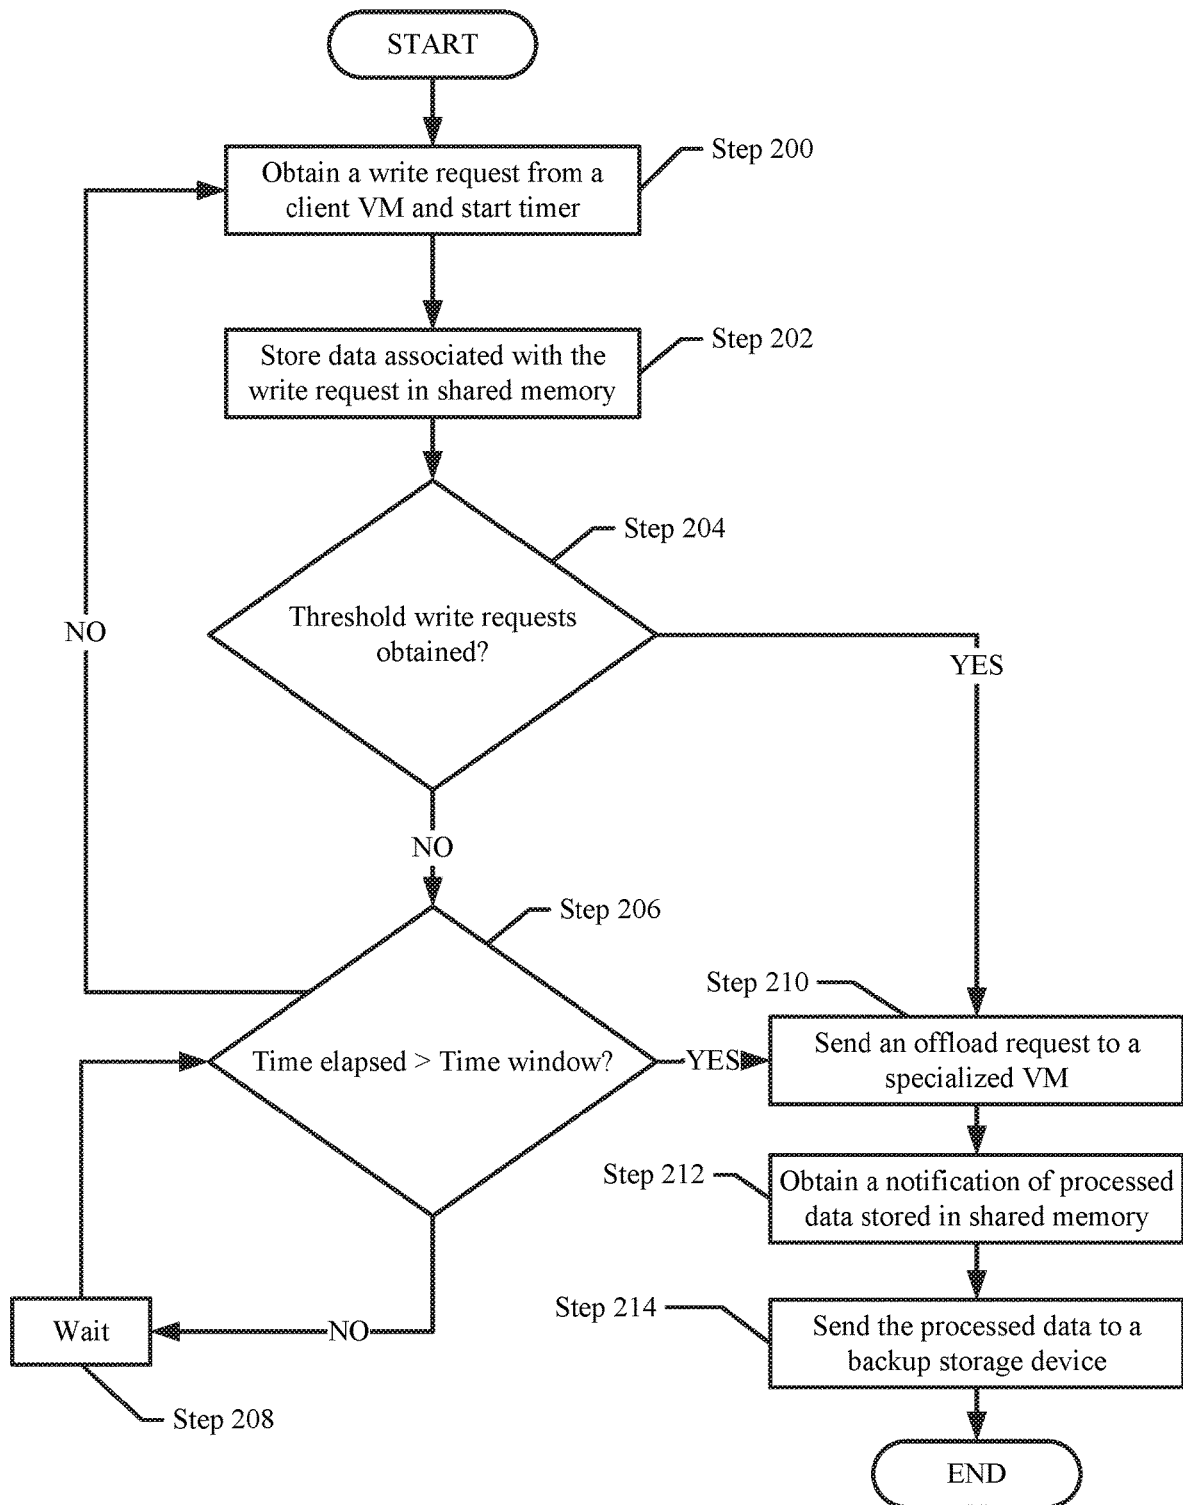 START
Step 200
Obtain a write request from a
client VM and start timer
Step 202
Store data associated with the
write request in shared memory
Step 204
Threshold write requests
obtained?
NO
YES
NO
Step 206
Time elapsed > Time window?
YES
Step 210
Send an offload request to a
specialized VM
Step 212
Obtain a notification of processed
data stored in shared memory
Step 214
Send the processed data to a
backup storage device
Wait
NO
Step 208
END